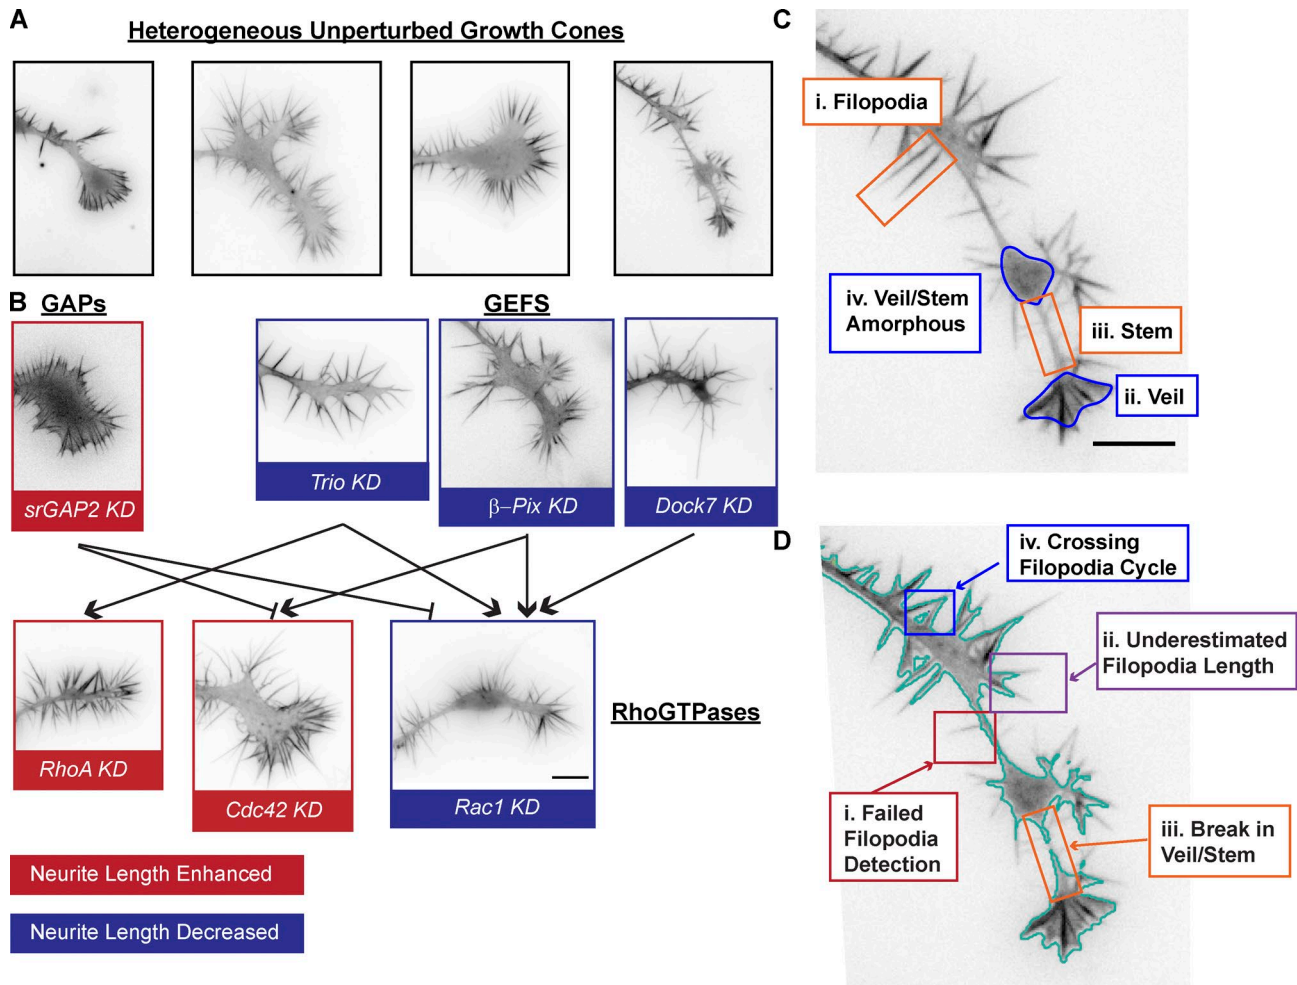 A
Heterogeneous Unperturbed Growth Cones
B
GAPs
GEFS
srGAP2 KD
Trio KD
β–Pix KD
Dock7 KD
RhoA KD
Cdc42 KD
Rac1 KD
RhoGTPases
Neurite Length Enhanced
Neurite Length Decreased
C
i. Filopodia
iv. Veil/Stem
Amorphous
iii. Stem
ii. Veil
D
iv. Crossing
Filopodia Cycle
ii. Underestimated
Filopodia Length
i. Failed
Filopodia
Detection
iii. Break in
Veil/Stem